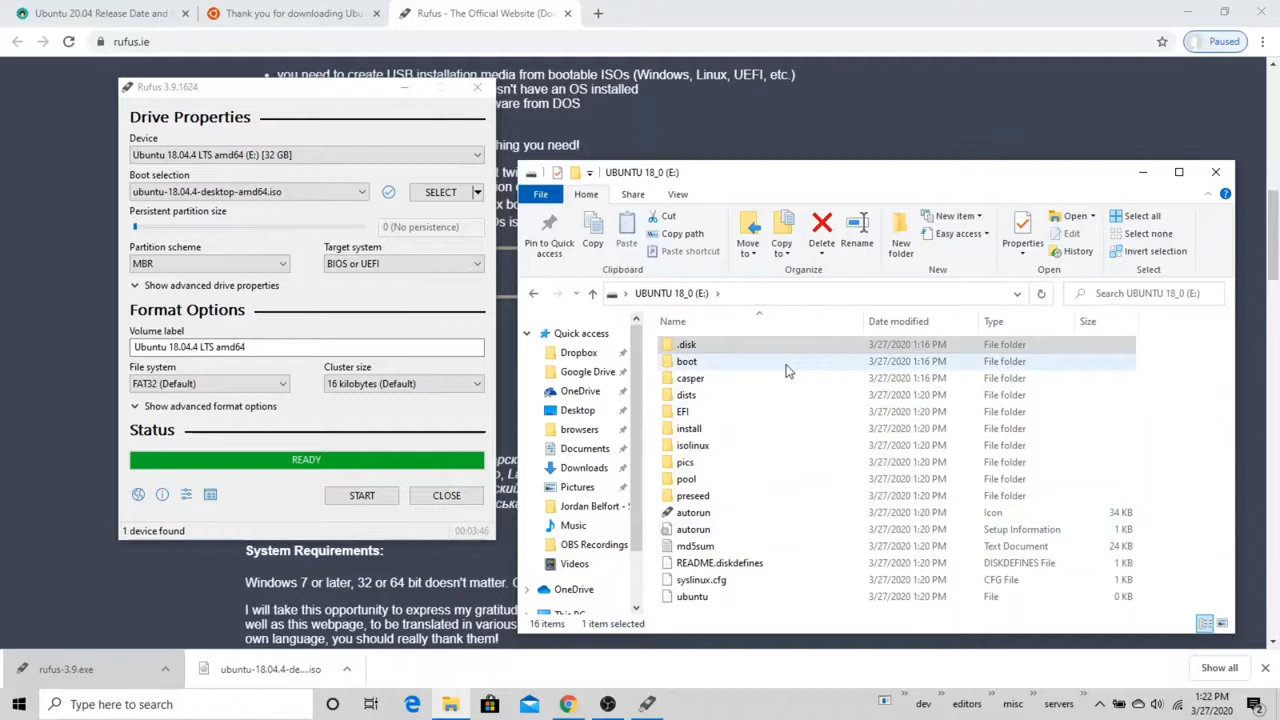 Ubuntu 20.04 Release Date and
Thank you for downloading Ubu
Rufus - The Official Website (Do
rufus.ie
Paused
you need to create USB installation media from bootable ISOs (Windows, Linux, UEFI, etc.)
sn't have an OS installed
ware from DOS
hing you need!
Rufus 3.9.1624
Drive Properties
Device
Ubuntu 18.04.4 LTS amd64 (E:) [32 GB]
Boot selection
ubuntu-18.04.4-desktop-amd64.iso
SELECT
Persistent partition size
0 (No persistence)
Partition scheme
Target system
MBR
BIOS or UEFI
Show advanced drive properties
Format Options
Volume label
Ubuntu 18.04.4 LTS amd64
File system
Cluster size
FAT32 (Default)
16 kilobytes (Default)
Show advanced format options
Status
READY
START
CLOSE
1 device found
00:03:46
UBUNTU 18_0 (E:)
File
Home
Share
View
Pin to Quick access
Copy
Paste
Cut
Copy path
Paste shortcut
Clipboard
Move to
Copy to
Delete
Rename
Organize
New folder
New item
Easy access
New
Properties
Open
Edit
History
Open
Select all
Select none
Invert selection
Select
UBUNTU 18_0 (E:)
Search UBUNTU 18_0 (E:)
Quick access
Dropbox
Google Drive
OneDrive
Desktop
browsers
Documents
Downloads
Pictures
Jordan Belfort -
Music
OBS Recordings
Videos
OneDrive
Name Date modified Type Size
.disk 3/27/2020 1:16 PM File folder
boot 3/27/2020 1:16 PM File folder
casper 3/27/2020 1:16 PM File folder
dists 3/27/2020 1:20 PM File folder
EFI 3/27/2020 1:20 PM File folder
install 3/27/2020 1:20 PM File folder
isolinux 3/27/2020 1:20 PM File folder
pics 3/27/2020 1:20 PM File folder
pool 3/27/2020 1:20 PM File folder
preseed 3/27/2020 1:20 PM File folder
autorun 3/27/2020 1:20 PM Icon 34 KB
autorun 3/27/2020 1:20 PM Setup Information 1 KB
md5sum 3/27/2020 1:20 PM Text Document 24 KB
README.diskdefines 3/27/2020 1:20 PM DISKDEFINES File 1 KB
syslinux.cfg 3/27/2020 1:20 PM CFG File 1 KB
ubuntu 3/27/2020 1:20 PM File 0 KB
16 items
1 item selected
System Requirements:
Windows 7 or later, 32 or 64 bit doesn't matter.
I will take this opportunity to express my gratitud
well as this webpage, to be translated in various
own language, you should really thank them!
rufus-3.9.exe
ubuntu-18.04.4-de....iso
Show all
Type here to search
dev
editors
misc
servers
1:22 PM
3/27/2020
2